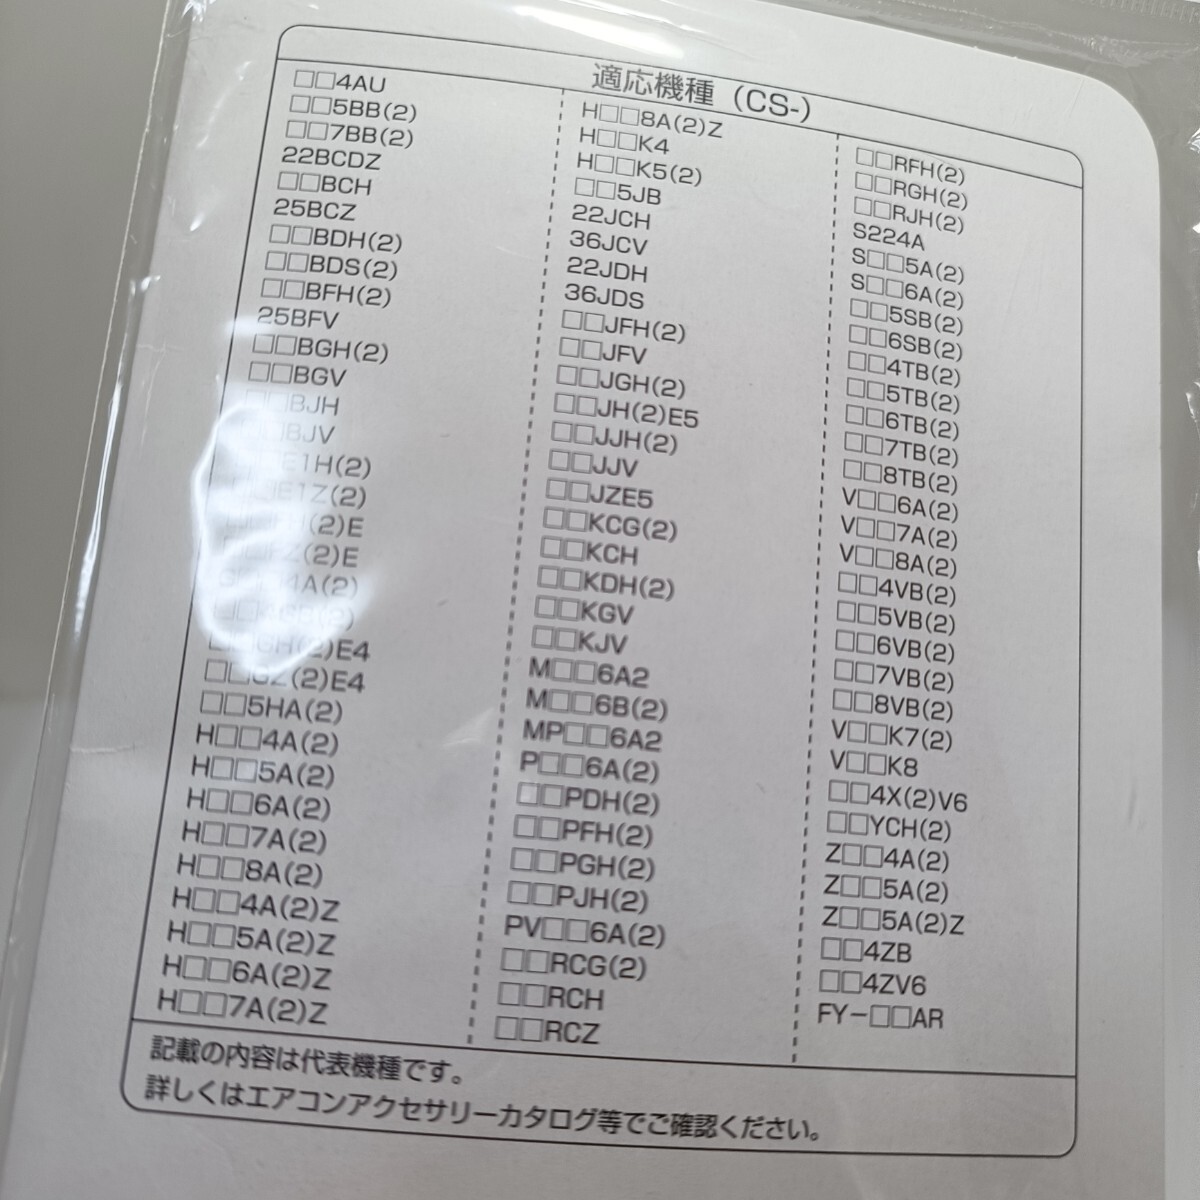 適応機種（CS-）
□□4AU
□□5BB(2)
□□7BB(2)
22BCDZ
□□BCH
25BCZ
□□BDH(2)
□□BDS(2)
□□BFH(2)
25BFV
□□BGH(2)
□□BGV
□□BJH
□□BJV
□□E1H(2)
□□E1Z(2)
(2)E
(2)E
4A(2)
□□GH(2)E4
□□GZ(2)E4
□□5HA(2)
H□□4A(2)
H□□5A(2)
H□□6A(2)
H□□7A(2)
H□□8A(2)
H□□4A(2)Z
H□□5A(2)Z
H□□6A(2)Z
H□□7A(2)Z
H□□8A(2)Z
H□□K4
H□□K5(2)
□□5JB
22JCH
36JCV
22JDH
36JDS
□□JFH(2)
□□JFV
□□JGH(2)
□□JH(2)E5
□□JJH(2)
□□JJV
□□JZE5
□□KCG(2)
□□KCH
□□KDH(2)
□□KGV
□□KJV
M□□6A2
M□□6B(2)
MP□□6A2
P□□6A(2)
□□PDH(2)
□□PFH(2)
□□PGH(2)
□□PJH(2)
PV□□6A(2)
□□RCG(2)
□□RCH
□□RCZ
□□RFH(2)
□□RGH(2)
□□RJH(2)
S224A
S□□5A(2)
S□□6A(2)
□□5SB(2)
□□6SB(2)
□□4TB(2)
□□5TB(2)
□□6TB(2)
□□7TB(2)
□□8TB(2)
V□□6A(2)
V□□7A(2)
V□□8A(2)
□□4VB(2)
□□5VB(2)
□□6VB(2)
□□7VB(2)
□□8VB(2)
V□□K7(2)
V□□K8
□□4X(2)V6
□□YCH(2)
Z□□4A(2)
Z□□5A(2)
Z□□5A(2)Z
□□4ZB
□□4ZV6
FY−□□AR
記載の内容は代表機種です。
詳しくはエアコンアクセサリーカタログ等でご確認ください。